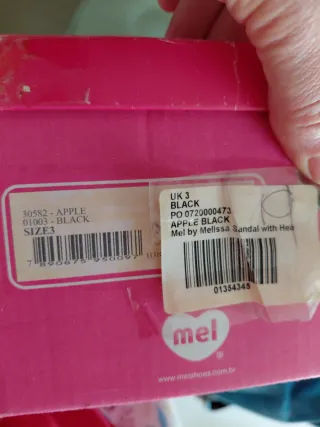 30582 - APPLE
01003 - BLACK
SIZE3
UK 3
BLACK
PO 0720000473
APPLE BLACK
Mel by Melissa Sandal with Hea
01354345
mel
www.melshoes.com.br